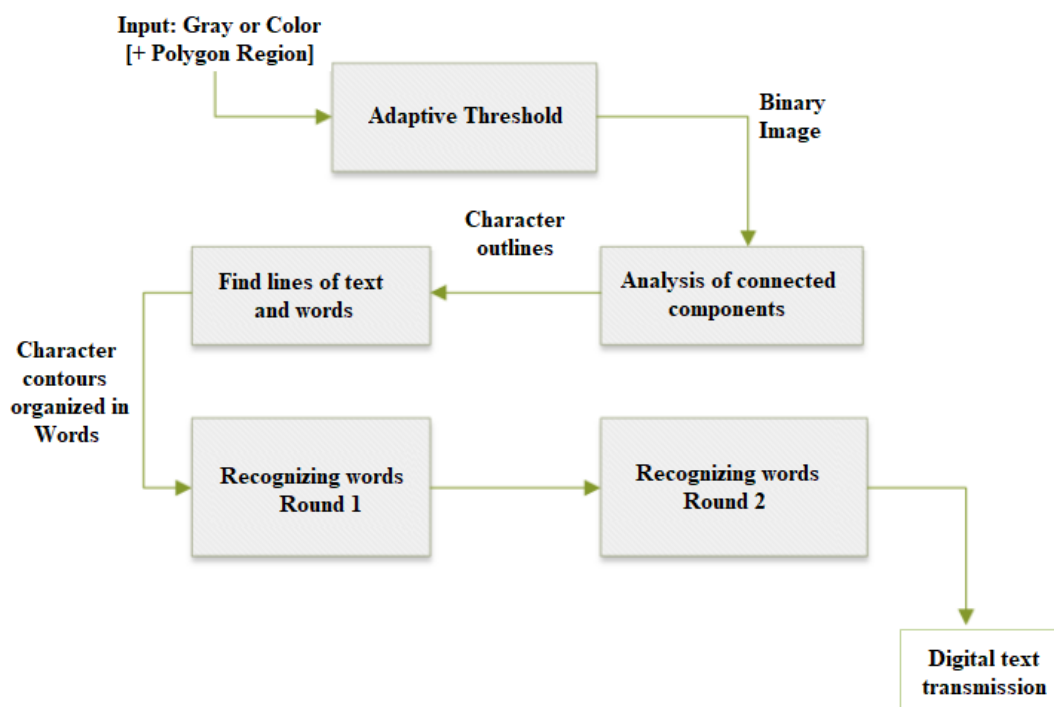 Input: Gray or Color
[+ Polygon Region]
Adaptive Threshold
Binary
Image
Character
outlines
Find lines of text
and words
Analysis of connected
components
Character
contours
organized in
Words
Recognizing words
Round 1
Recognizing words
Round 2
Digital text
transmission